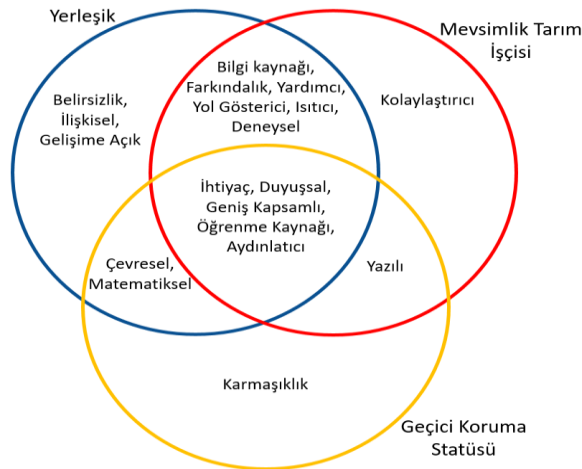 Yerleşik
Mevsimlik Tarım
İşçisi
Bilgi kaynağı,
Farkındalık, Yardımcı,
Yol Gösterici, Isıtıcı,
Deneysel
Belirsizlik,
İlişkisel,
Gelişime Açık
Kolaylaştırıcı
İhtiyaç, Duyuşsal,
Geniş Kapsamlı,
Öğrenme Kaynağı,
Aydınlatıcı
Çevresel,
Matematiksel
Yazılı
Karmaşıklık
Geçici Koruma
Statüsü